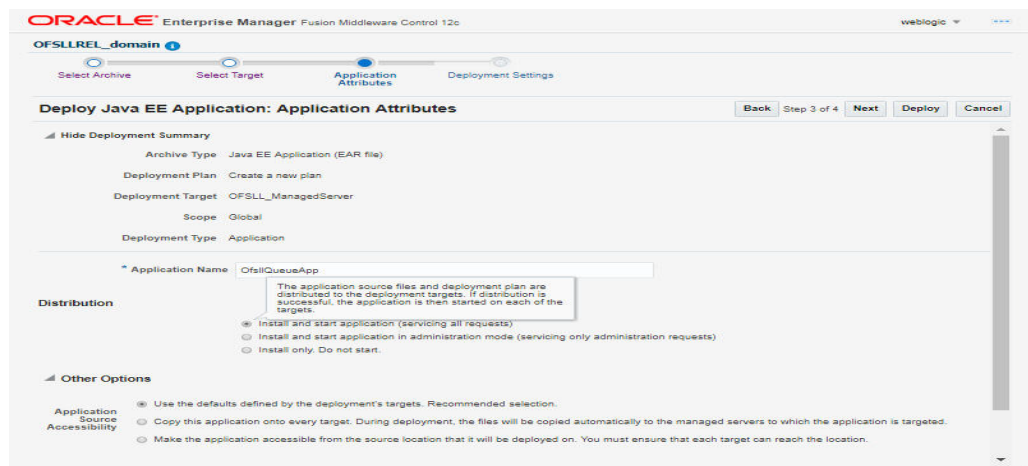 ORACLE Enterprise Manager Fusion Middleware Control 12c
weblogic
OFSLLREL_domain
Select Archive
Select Target
Application
Attributes
Deployment Settings
Deploy Java EE Application: Application Attributes
Back Step 3 of 4 Next Deploy Cancel
Hide Deployment Summary
Archive Type Java EE Application (EAR file)
Deployment Plan Create a new plan
Deployment Target OFSLL_ManagedServer
Scope Global
Deployment Type Application
* Application Name OfsllQueueApp
The application source files and deployment plan are
distributed to the deployment targets. If distribution is
successful, the application is then started on each of the
targets.
Distribution
Install and start application (servicing all requests)
Install and start application in administration mode (servicing only administration requests)
Install only. Do not start.
Other Options
Application
Source
Accessibility
Use the defaults defined by the deployment's targets. Recommended selection.
Copy this application onto every target. During deployment, the files will be copied automatically to the managed servers to which the application is targeted.
Make the application accessible from the source location that it will be deployed on. You must ensure that each target can reach the location.